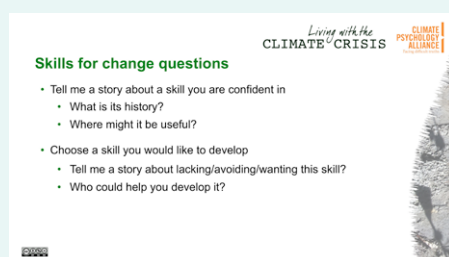 Living with the
CLIMATE CRISIS
CLIMATE
PSYCHOLOGY
ALLIANCE
Skills for change questions
• Tell me a story about a skill you are confident in
• What is its history?
• Where might it be useful?
• Choose a skill you would like to develop
• Tell me a story about lacking/avoiding/wanting this skill?
• Who could help you develop it?